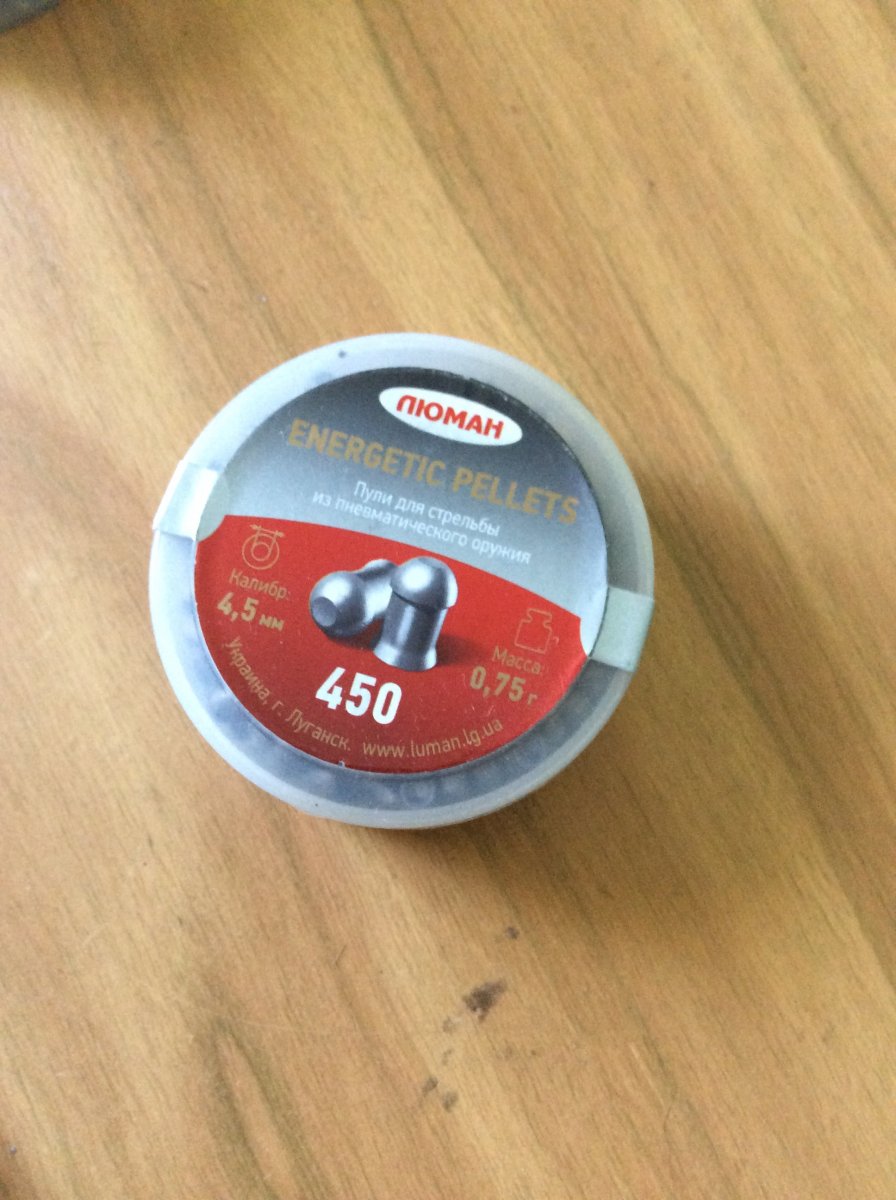 ЛЮМАН
ENERGETIC PELLETS
Пули для стрельбы
из пневматического оружия
Калибр:
4,5 мм
Масса:
0,75 г
450
Украина, г. Луганск. www.luman.lg.ua